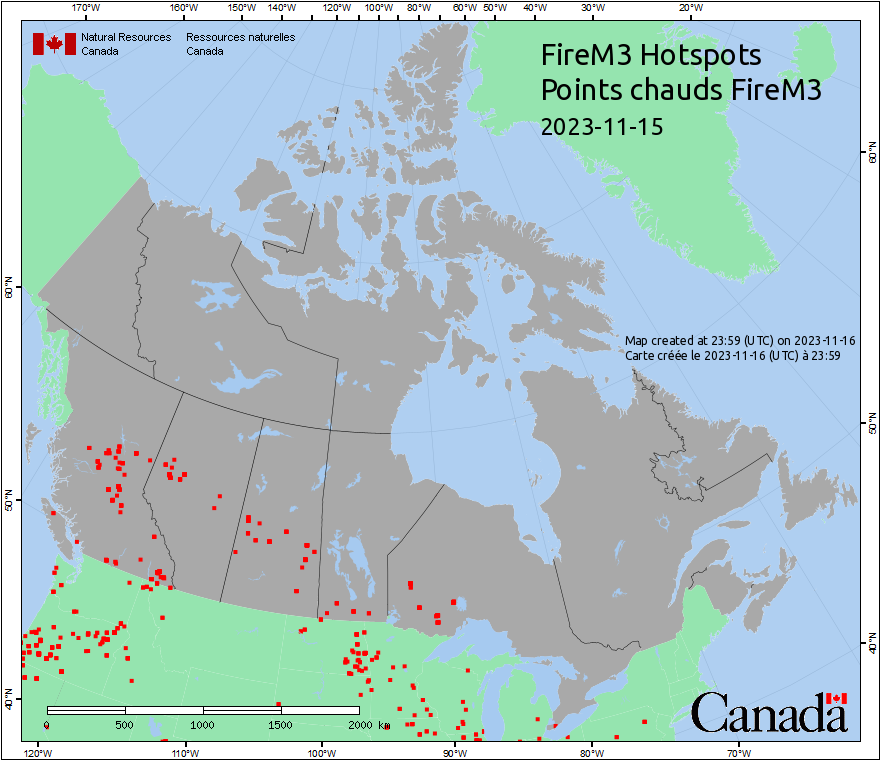 170°W 160°W 150°W 140°W 120°W 100°W 80°W 60°W 50°W 40°W 30°W 20°W
Natural Resources Canada
Ressources naturelles Canada
FireM3 Hotspots
Points chauds FireM3
2023-11-15
60°N
60°N
Map created at 23:59 (UTC) on 2023-11-16
Carte créée le 2023-11-16 (UTC) à 23:59
50°N
50°N
40°N
40°N
0 500 1000 1500 2000 km
Canada
120°W 110°W 100°W 90°W 80°W 70°W